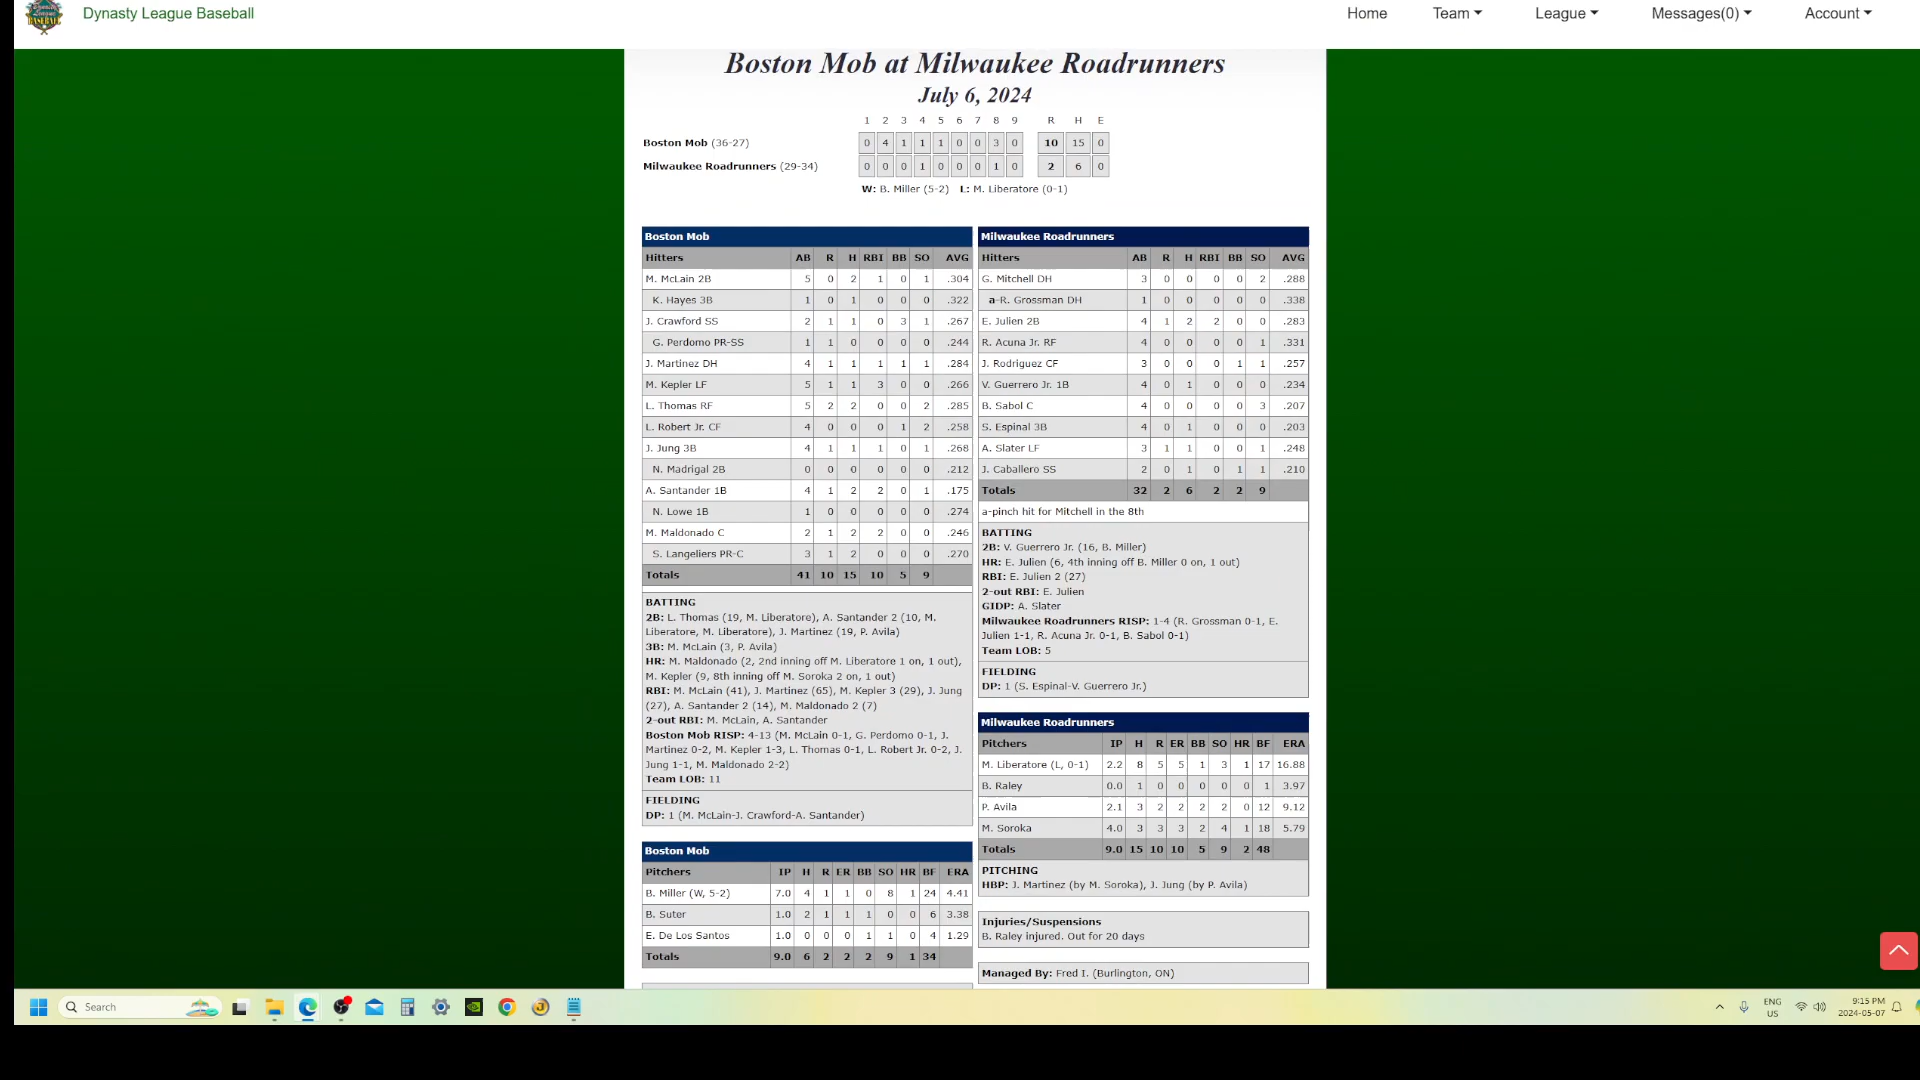 Dynasty League Baseball
Home Team League Messages(0) Account
Boston Mob at Milwaukee Roadrunners
July 6, 2024
1 2 3 4 5 6 7 8 9 R H E
Boston Mob (36-27) 0 4 1 1 1 0 0 3 0 10 15 0
Milwaukee Roadrunners (29-34) 0 0 0 1 0 0 0 1 0 2 6 0
W: B. Miller (5-2) L: M. Liberatore (0-1)
Boston Mob
Hitters AB R H RBI BB SO AVG
M. McLain 2B 5 0 2 1 0 1 .304
K. Hayes 3B 1 0 1 0 0 0 .322
J. Crawford SS 2 1 1 0 3 1 .267
G. Perdomo PR-SS 1 1 0 0 0 0 .244
J. Martinez DH 4 1 1 1 1 1 .284
M. Kepler LF 5 1 1 3 0 0 .266
L. Thomas RF 5 2 2 0 0 2 .285
L. Robert Jr. CF 4 0 0 0 1 2 .258
J. Jung 3B 4 1 1 1 0 1 .268
N. Madrigal 2B 0 0 0 0 0 0 .212
A. Santander 1B 4 1 2 2 0 1 .175
N. Lowe 1B 1 0 0 0 0 0 .274
M. Maldonado C 2 1 2 2 0 0 .246
S. Langeliers PR-C 3 1 2 0 0 0 .270
Totals 41 10 15 10 5 9
BATTING
2B: L. Thomas (19, M. Liberatore), A. Santander 2 (10, M.
Liberatore, M. Liberatore), J. Martinez (19, P. Avila)
3B: M. McLain (3, P. Avila)
HR: M. Maldonado (2, 2nd inning off M. Liberatore 1 on, 1 out),
M. Kepler (9, 8th inning off M. Soroka 2 on, 1 out)
RBI: M. McLain (41), J. Martinez (65), M. Kepler 3 (29), J. Jung
(27), A. Santander 2 (14), M. Maldonado 2 (7)
2-out RBI: M. McLain, A. Santander
Boston Mob RISP: 4-13 (M. McLain 0-1, G. Perdomo 0-1, J.
Martinez 0-2, M. Kepler 1-3, L. Thomas 0-1, L. Robert Jr. 0-2, J.
Jung 1-1, M. Maldonado 2-2)
Team LOB: 11
FIELDING
DP: 1 (M. McLain-J. Crawford-A. Santander)
Boston Mob
Pitchers IP H R ER BB SO HR BF ERA
B. Miller (W, 5-2) 7.0 4 1 1 0 8 1 24 4.41
B. Suter 1.0 2 1 1 1 0 0 6 3.38
E. De Los Santos 1.0 0 0 0 1 1 0 4 1.29
Totals 9.0 6 2 2 2 9 1 34
Milwaukee Roadrunners
Hitters AB R H RBI BB SO AVG
G. Mitchell DH 3 0 0 0 0 2 .288
a-R. Grossman DH 1 0 0 0 0 0 .338
E. Julien 2B 4 1 2 2 0 0 .283
R. Acuna Jr. RF 4 0 0 0 0 1 .331
J. Rodriguez CF 3 0 0 0 1 1 .257
V. Guerrero Jr. 1B 4 0 1 0 0 0 .234
B. Sabol C 4 0 0 0 0 3 .207
S. Espinal 3B 4 0 1 0 0 0 .203
A. Slater LF 3 1 1 0 0 1 .248
J. Caballero SS 2 0 1 0 1 1 .210
Totals 32 2 6 2 2 9
a-pinch hit for Mitchell in the 8th
BATTING
2B: V. Guerrero Jr. (16, B. Miller)
HR: E. Julien (6, 4th inning off B. Miller 0 on, 1 out)
RBI: E. Julien 2 (27)
2-out RBI: E. Julien
GIDP: A. Slater
Milwaukee Roadrunners RISP: 1-4 (R. Grossman 0-1, E.
Julien 1-1, R. Acuna Jr. 0-1, B. Sabol 0-1)
Team LOB: 5
FIELDING
DP: 1 (S. Espinal-V. Guerrero Jr.)
Milwaukee Roadrunners
Pitchers IP H R ER BB SO HR BF ERA
M. Liberatore (L, 0-1) 2.2 8 5 5 1 3 1 17 16.88
B. Raley 0.0 1 0 0 0 0 0 1 3.97
P. Avila 2.1 3 2 2 2 2 0 12 9.12
M. Soroka 4.0 3 3 3 2 4 1 18 5.79
Totals 9.0 15 10 10 5 9 2 48
PITCHING
HBP: J. Martinez (by M. Soroka), J. Jung (by P. Avila)
Injuries/Suspensions
B. Raley injured. Out for 20 days
Managed By: Fred I. (Burlington, ON)
Search
ENG
US
9:15 PM
2024-05-07